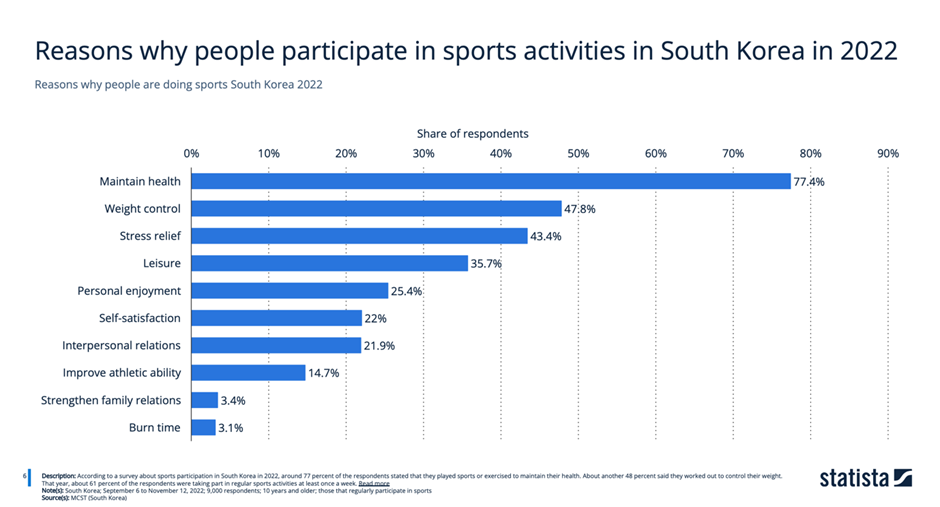 Reasons why people participate in sports activities in South Korea in 2022
Reasons why people are doing sports South Korea 2022
Share of respondents
0% 10% 20% 30% 40% 50% 60% 70% 80% 90%
Maintain health 77.4%
Weight control 47.8%
Stress relief 43.4%
Leisure 35.7%
Personal enjoyment 25.4%
Self-satisfaction 22%
Interpersonal relations 21.9%
Improve athletic ability 14.7%
Strengthen family relations 3.4%
Burn time 3.1%
6
Description: According to a survey about sports participation in South Korea in 2022, around 77 percent of the respondents stated that they played sports or exercised to maintain their health. About another 48 percent said they worked out to control their weight.
That year, about 61 percent of the respondents were taking part in regular sports activities at least once a week. Read more
Note(s): South Korea; September 6 to November 12, 2022; 9,000 respondents; 10 years and older; those that regularly participate in sports
Source(s): MCST (South Korea)
statista